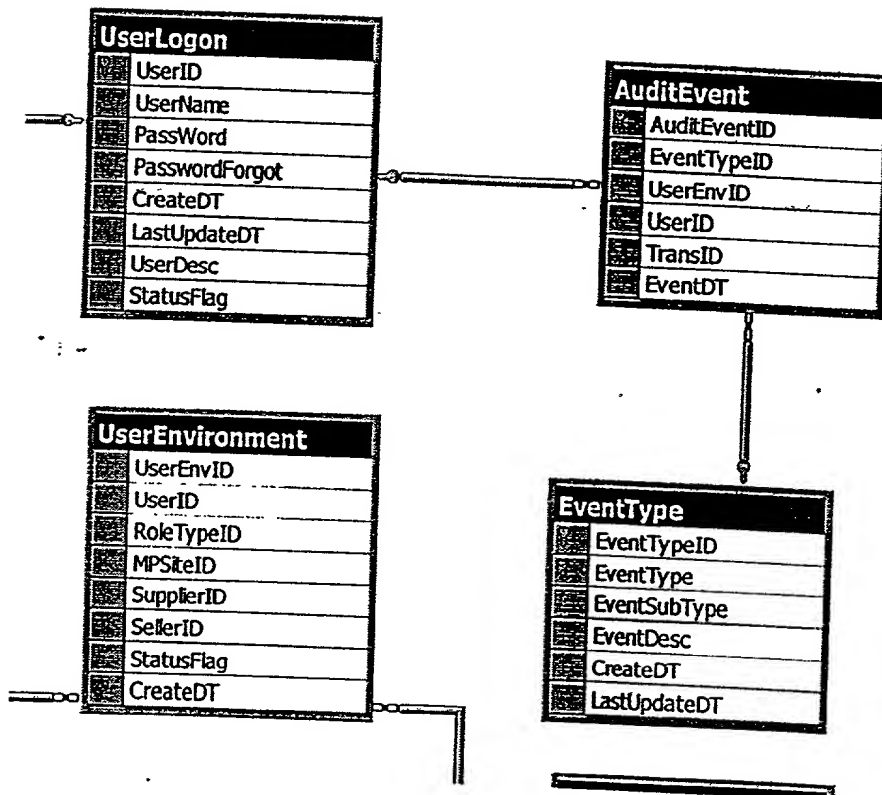 UserLogon
UserID
UserName
PassWord
PasswordForgot
CreateDT
LastUpdateDT
UserDesc
StatusFlag
AuditEvent
AuditEventID
EventTypeID
UserEnvID
UserID
TransID
EventDT
UserEnvironment
UserEnvID
UserID
RoleTypeID
MPSiteID
SupplierID
SellerID
StatusFlag
CreateDT
EventType
EventTypeID
EventType
EventSubType
EventDesc
CreateDT
LastUpdateDT